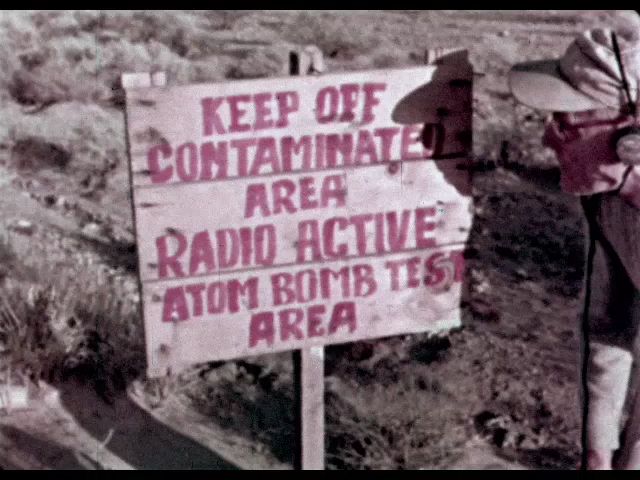 KEEP OFF
CONTAMINATED
AREA
RADIO ACTIVE
ATOM BOMB TEST
AREA